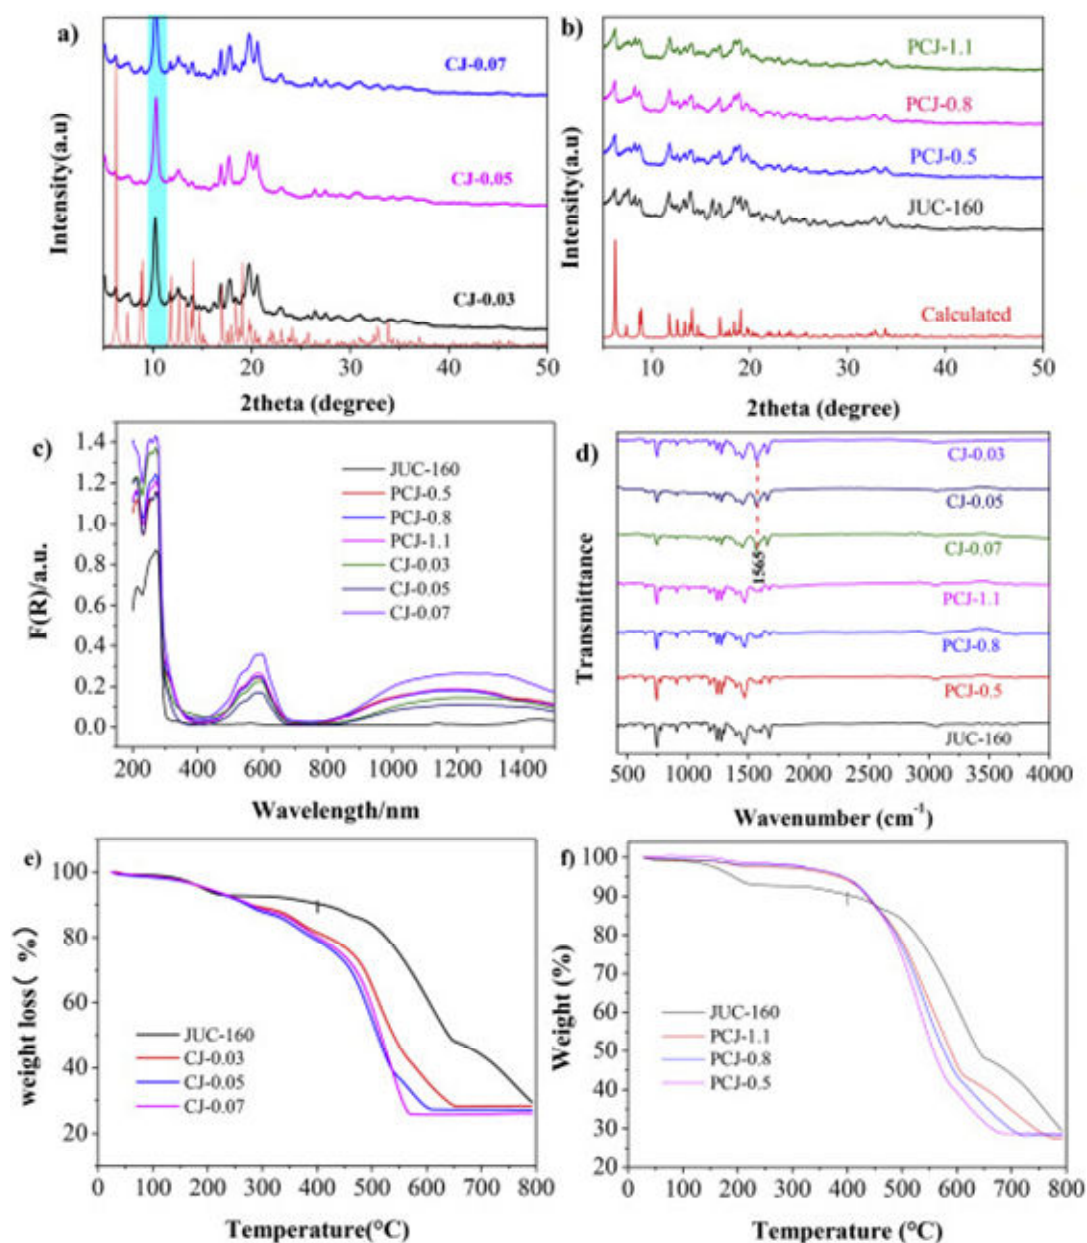 a)
CJ-0.07
CJ-0.05
CJ-0.03
Intensity(a.u)
10 20 30 40 50
2theta (degree)
b)
PCJ-1.1
PCJ-0.8
PCJ-0.5
JUC-160
Calculated
Intensity(a.u)
10 20 30 40 50
2theta (degree)
c)
JUC-160
PCJ-0.5
PCJ-0.8
PCJ-1.1
CJ-0.03
CJ-0.05
CJ-0.07
F(R)/a.u.
1.4
1.2
1.0
0.8
0.6
0.4
0.2
0.0
200 400 600 800 1000 1200 1400
Wavelength/nm
d)
CJ-0.03
CJ-0.05
CJ-0.07
1565
PCJ-1.1
PCJ-0.8
PCJ-0.5
JUC-160
Transmittance
500 1000 1500 2000 2500 3000 3500 4000
Wavenumber (cm-1)
e)
weight loss( %)
100
80
60
40
20
JUC-160
CJ-0.03
CJ-0.05
CJ-0.07
0 100 200 300 400 500 600 700 800
Temperature(°C)
f)
Weight (%)
100
90
80
70
60
50
40
30
20
JUC-160
PCJ-1.1
PCJ-0.8
PCJ-0.5
0 100 200 300 400 500 600 700 800
Temperature (°C)